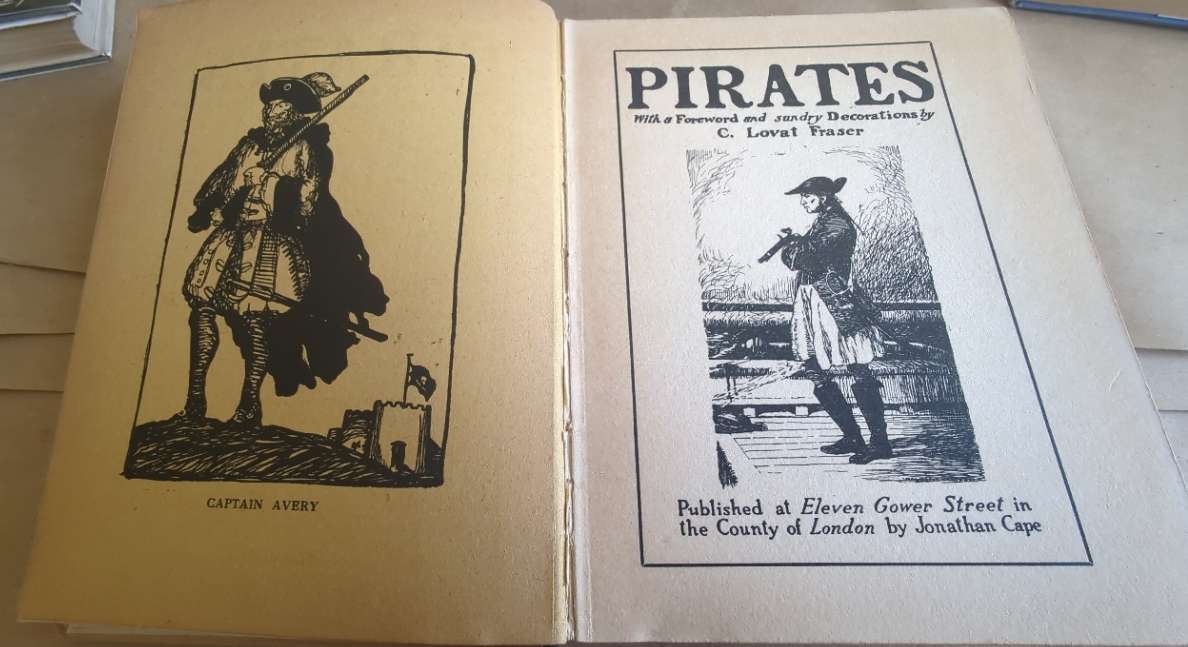 CAPTAIN AVERY
PIRATES
With a Foreword and sundry Decorations by
C. Lovat Fraser
Published at Eleven Gower Street in
the County of London by Jonathan Cape